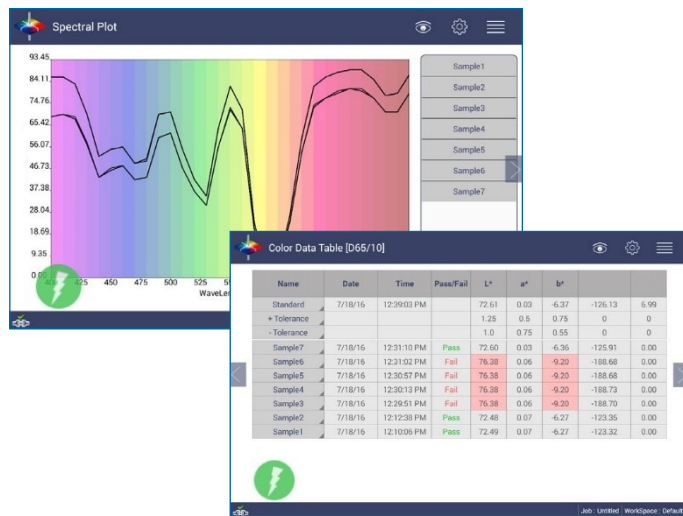 Spectral Plot
93.45
84.11
74.76
65.42
56.07
46.73
37.38
28.04
18.69
9.35
0.00
425 450 475 500 525
WaveLen
Sample1
Sample2
Sample3
Sample4
Sample5
Sample6
Sample7
Color Data Table [D65/10]
Name Date Time Pass/Fail L* a* b*
Standard 7/18/16 12:39:03 PM 72.61 0.03 -6.37 -126.13 6.99
+ Tolerance 1.25 0.5 0.75 0 0
- Tolerance 1.0 0.75 0.55 0 0
Sample7 7/18/16 12:31:10 PM Pass 72.60 0.03 -6.36 -125.91 0.00
Sample6 7/18/16 12:31:02 PM Fail 76.38 0.06 -9.20 -188.68 0.00
Sample5 7/18/16 12:30:57 PM Fail 76.38 0.06 -9.20 -188.68 0.00
Sample4 7/18/16 12:30:13 PM Fail 76.38 0.06 -9.20 -188.73 0.00
Sample3 7/18/16 12:29:51 PM Fail 76.38 0.06 -9.20 -188.70 0.00
Sample2 7/18/16 12:12:38 PM Pass 72.48 0.07 -6.27 -123.35 0.00
Sample1 7/18/16 12:10:06 PM Pass 72.49 0.07 -6.27 -123.32 0.00
Job : Untitled WorkSpace : Default